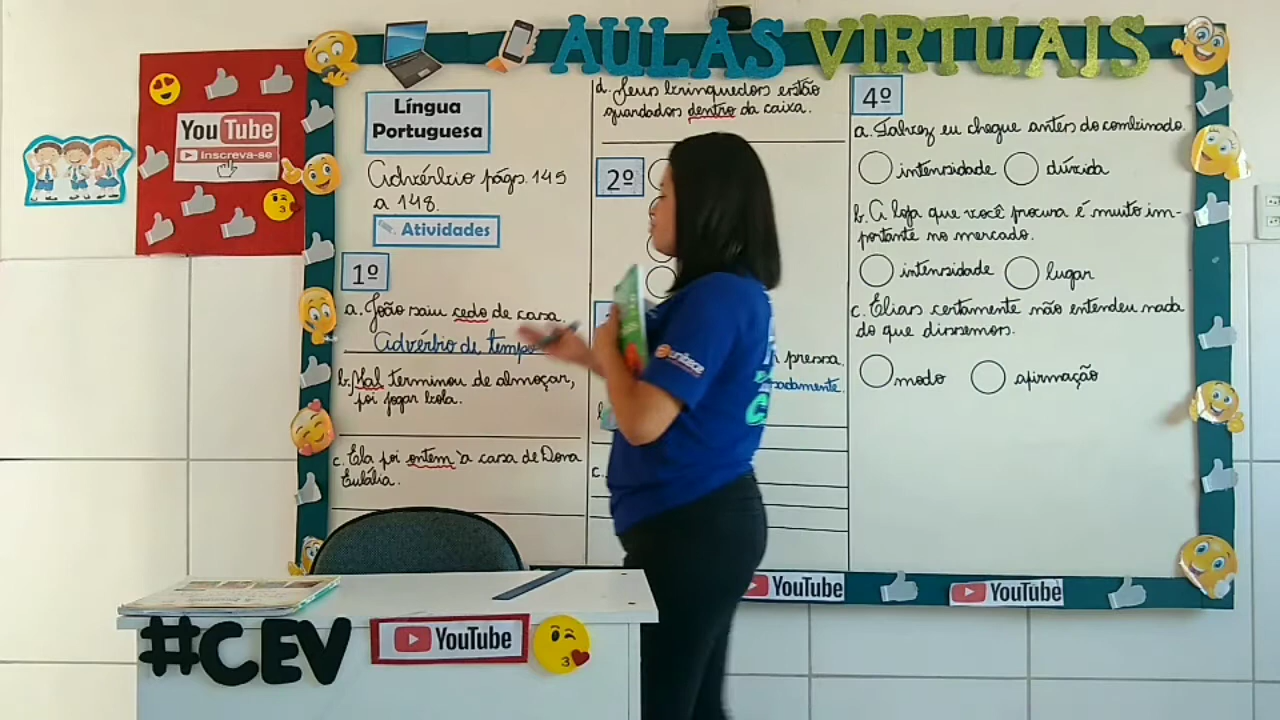 AULAS VIRTUAIS
YouTube
Inscreva-se
Língua
Portuguesa
Advérbio págs. 145
a 148.
Atividades
1º
a. João saiu cedo de casa.
Advérbio de tempo
b. Mal terminou de almoçar,
foi jogar bola.
c. Ela foi ontem à casa de Dona
Eulália.
d. Seus brinquedos estão
guardados dentro da caixa.
2º
pressa.
adamente.
c.
4º
a. Talvez eu chegue antes do combinado.
intensidade dúvida
b. A loja que você procura é muito im-
portante no mercado.
intensidade lugar
c. Elias certamente não entendeu nada
do que dissemos.
modo afirmação
YouTube
YouTube
#CEV
YouTube